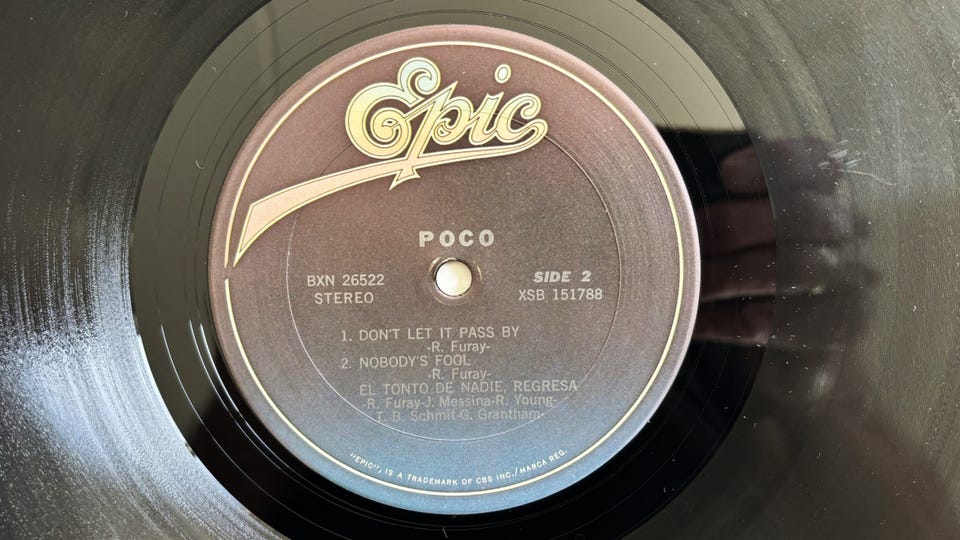 Epic
POCO
BXN 26522
STEREO
SIDE 2
XSB 151788
1. DON'T LET IT PASS BY
-R. Furay-
2. NOBODY'S FOOL
-R. Furay-
EL TONTO DE NADIE, REGRESA
-R. Furay-J. Messina-R. Young-
T. B. Schmit-G. Grantham-
"EPIC", IS A TRADEMARK OF CBS INC./MARCA REG.